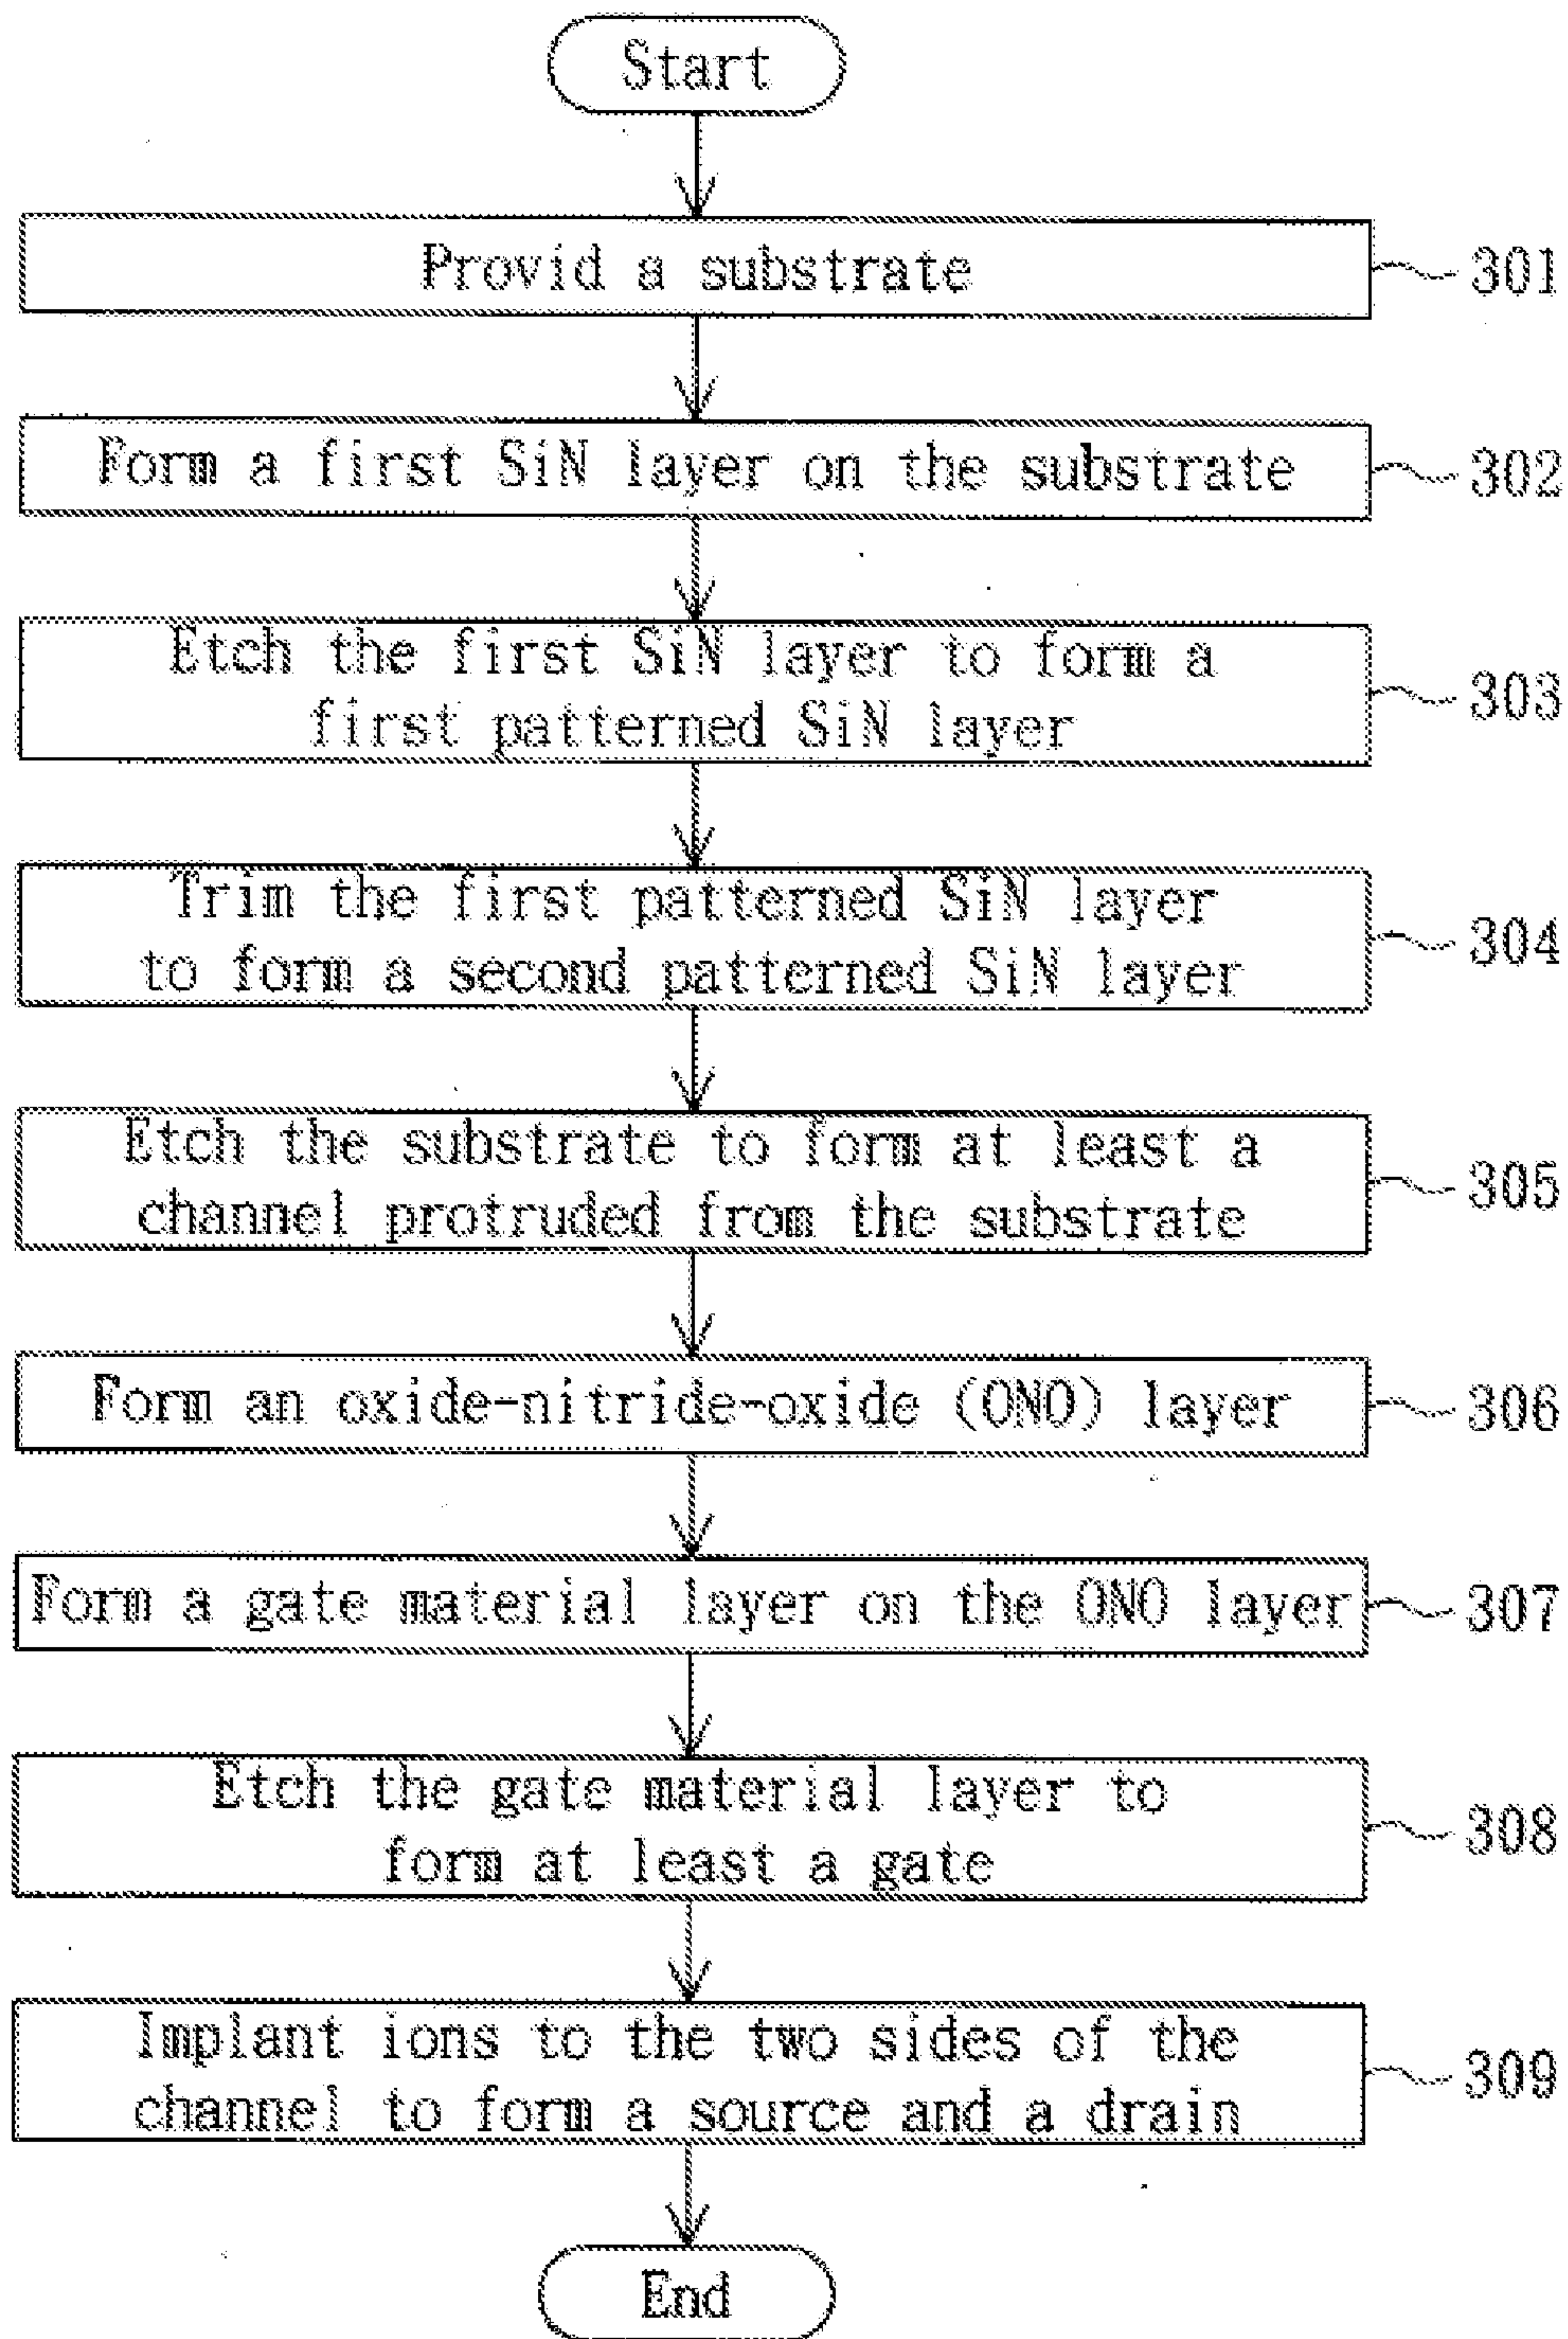 Start
Provid a substrate
301
Form a first SiN layer on the substrate
302
Etch the first SiN layer to form a
first patterned SiN layer
303
Trim the first patterned SiN layer
to form a second patterned SiN layer
304
Etch the substrate to form at least a
channel protruded from the substrate
305
Form an oxide-nitride-oxide (ONO) layer
306
Form a gate material layer on the ONO layer
307
Etch the gate material layer to
form at least a gate
308
Implant ions to the two sides of the
channel to form a source and a drain
309
End